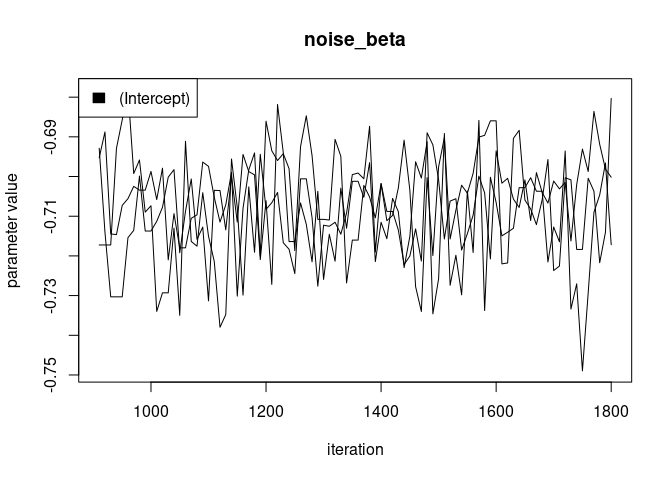 noise_beta
(Intercept)
parameter value
-0.69
-0.71
-0.73
-0.75
1000 1200 1400 1600 1800
iteration